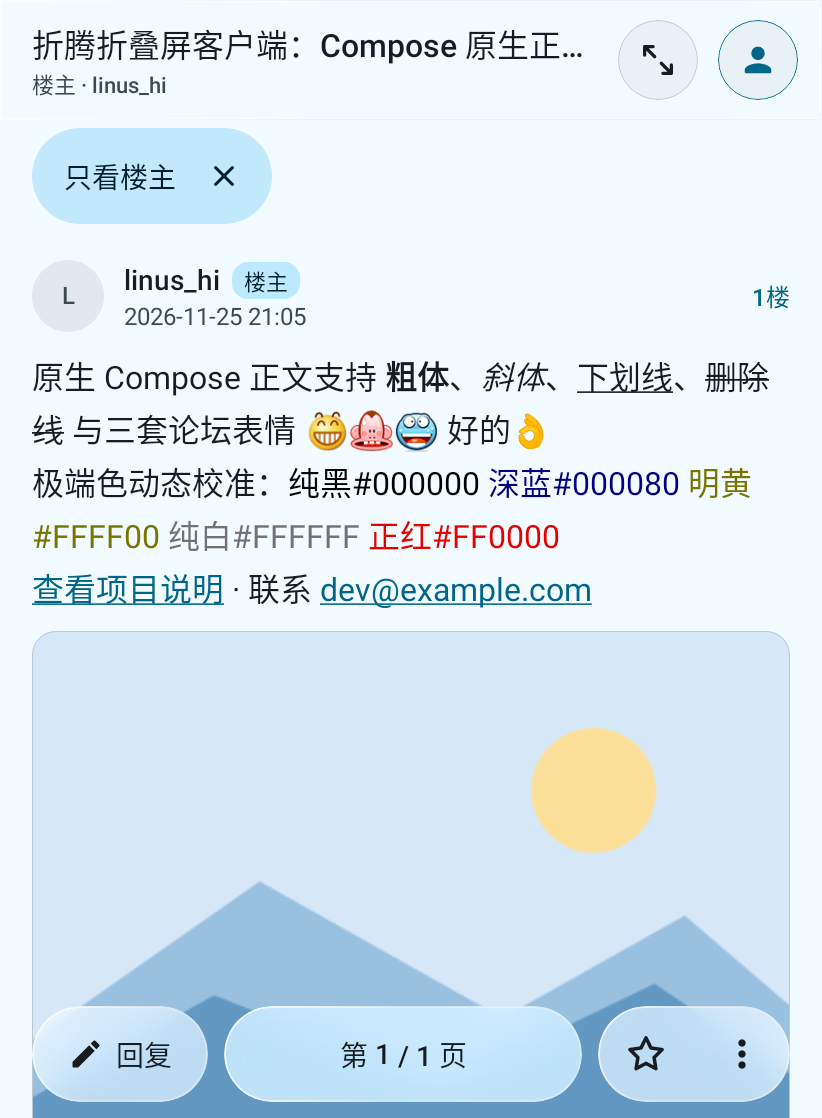 折腾折叠屏客户端：Compose 原生正…
楼主 · linus_hi
只看楼主
L
linus_hi 楼主
2026-11-25 21:05
1楼
原生 Compose 正文支持 粗体、斜体、下划线、删除
线 与三套论坛表情 😁 好的👌
极端色动态校准：纯黑#000000 深蓝#000080 明黄
#FFFF00 纯白#FFFFFF 正红#FF0000
查看项目说明 · 联系 dev@example.com
回复
第 1 / 1 页